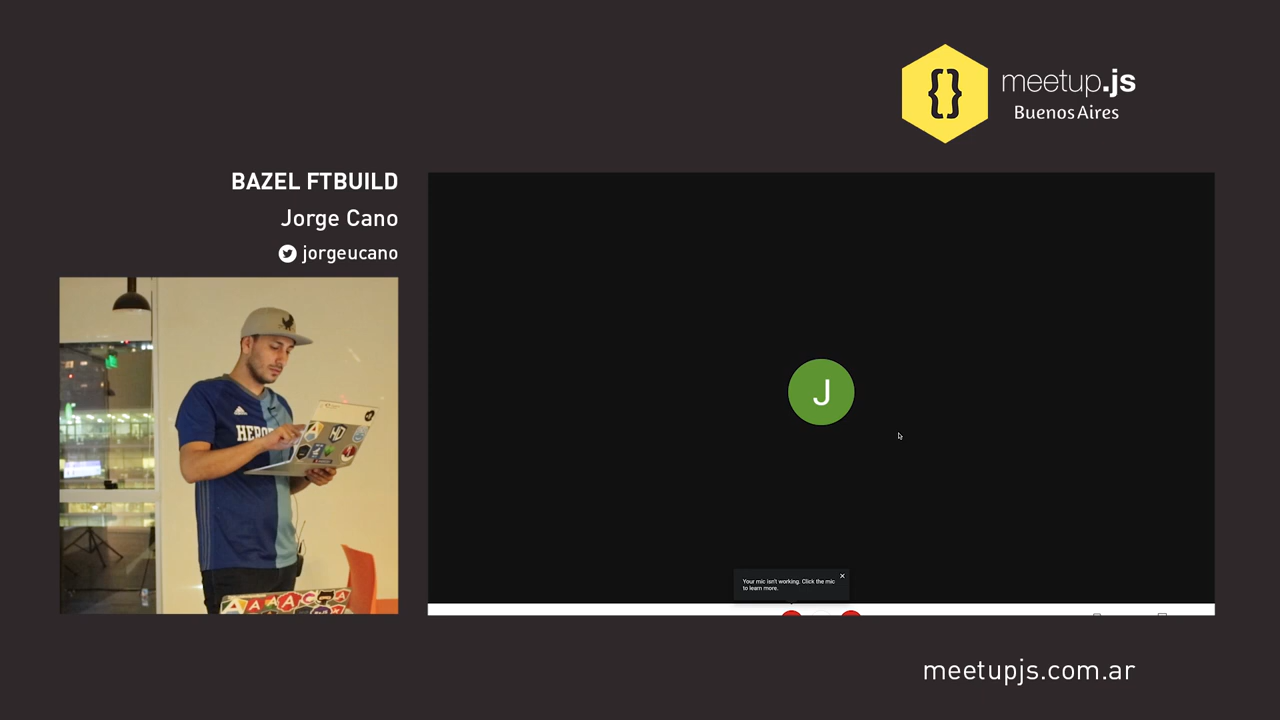 {}
meetup.js
Buenos Aires
BAZEL FTBUILD
Jorge Cano
jorgeucano
J
Your mic isn't working. Click the mic
to learn more.
meetupjs.com.ar